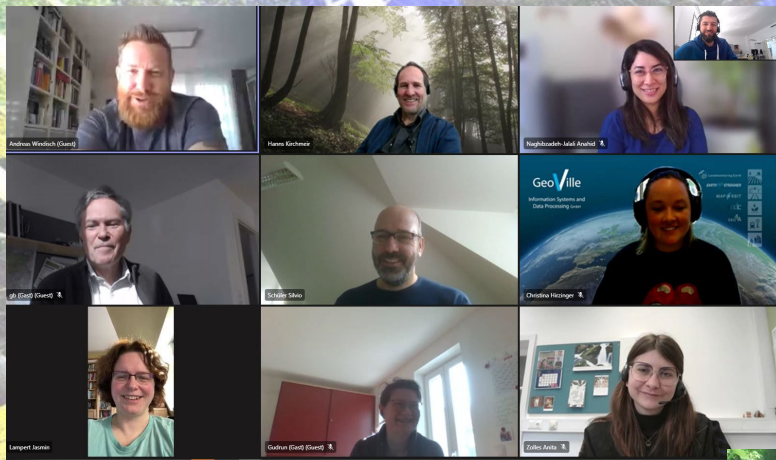 Andreas Windisch (Guest)
Hanns Kirchmeir
Naghibzadeh-Jalali Anahid
gb (Gast) (Guest)
Schüler Silvio
GeoVille
Information Systems and
Data Processing GmbH
Christina Hirzinger
Lampert Jasmin
Gudrun (Gast) (Guest)
Zolles Anita